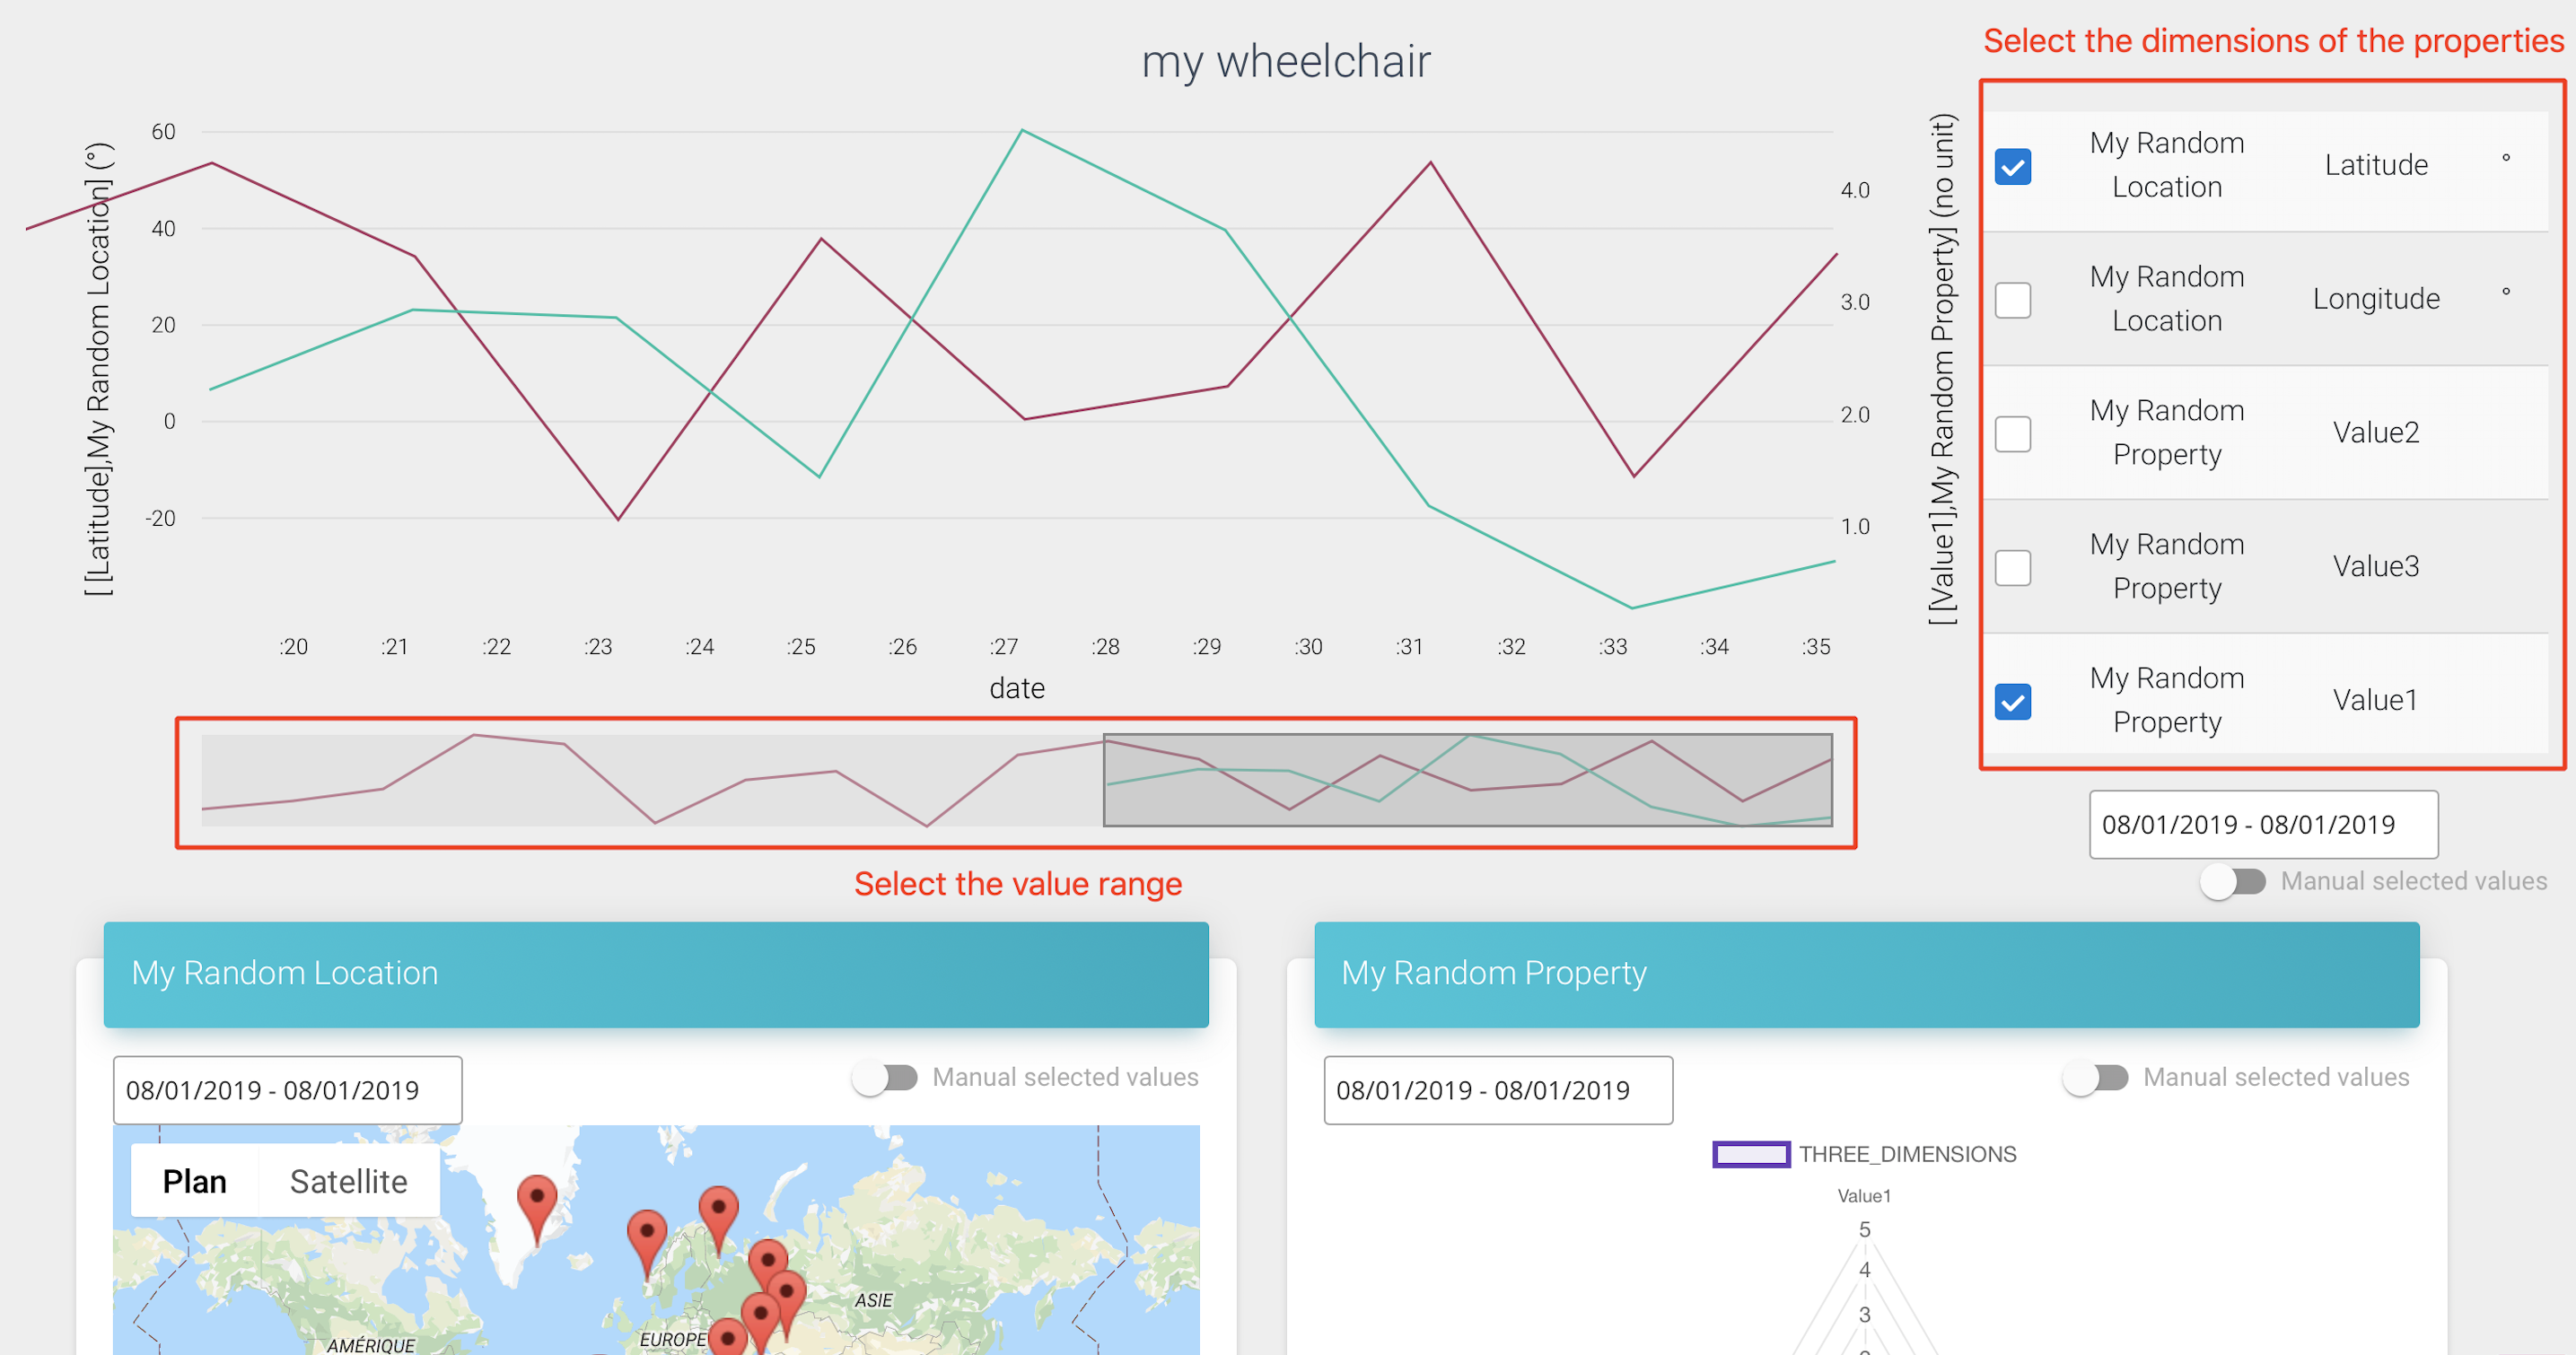 my wheelchair
Select the dimensions of the properties
[[Latitude],My Random Location] (°)
60
40
20
0
-20
4.0
3.0
2.0
1.0
[[Value1],My Random Property] (no unit)
:20 :21 :22 :23 :24 :25 :26 :27 :28 :29 :30 :31 :32 :33 :34 :35
date
My Random
Location
Latitude °
My Random
Location
Longitude °
My Random
Property
Value2
My Random
Property
Value3
My Random
Property
Value1
08/01/2019 - 08/01/2019
Manual selected values
Select the value range
My Random Location
08/01/2019 - 08/01/2019
Manual selected values
Plan Satellite
ASIE
EUROPE
AMÉRIQUE
My Random Property
08/01/2019 - 08/01/2019
Manual selected values
THREE_DIMENSIONS
Value1
5
4
3